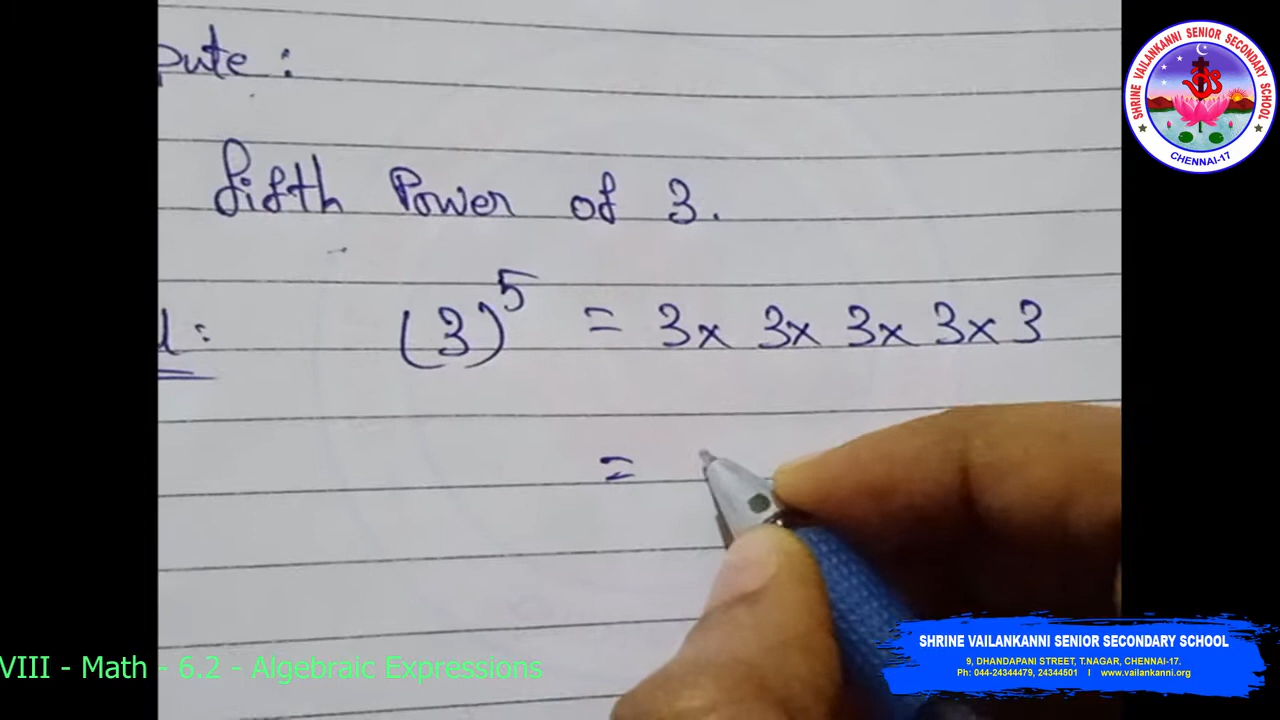 pute :
fifth Power of 3.
(3)^5 = 3x 3x 3x 3x 3
=
SHRINE VAILANKANNI SENIOR SECONDARY SCHOOL
CHENNAI-17
VIII - Math - 6.2 - Algebraic Expressions
SHRINE VAILANKANNI SENIOR SECONDARY SCHOOL
9, DHANDAPANI STREET, T.NAGAR, CHENNAI-17.
Ph: 044-24344479, 24344501 I www.vailankanni.org